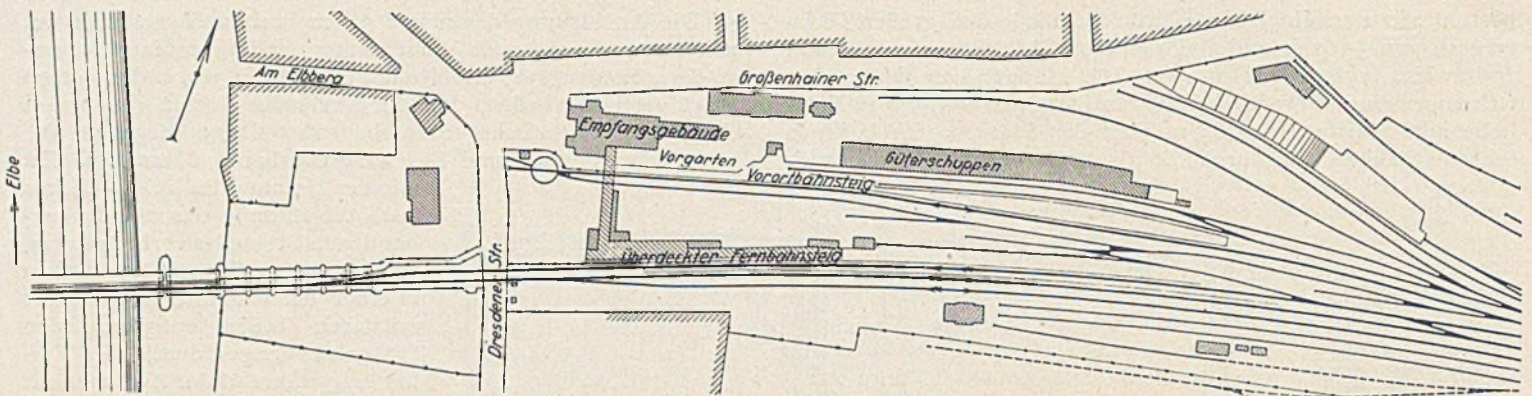 Am Elbberg
Großenhainer Str.
Empfangsgebäude
Vorgarten
Güterschuppen
Vorortbahnsteig
Elbe
Überdeckter Fernbahnsteig
Dresdener Str.